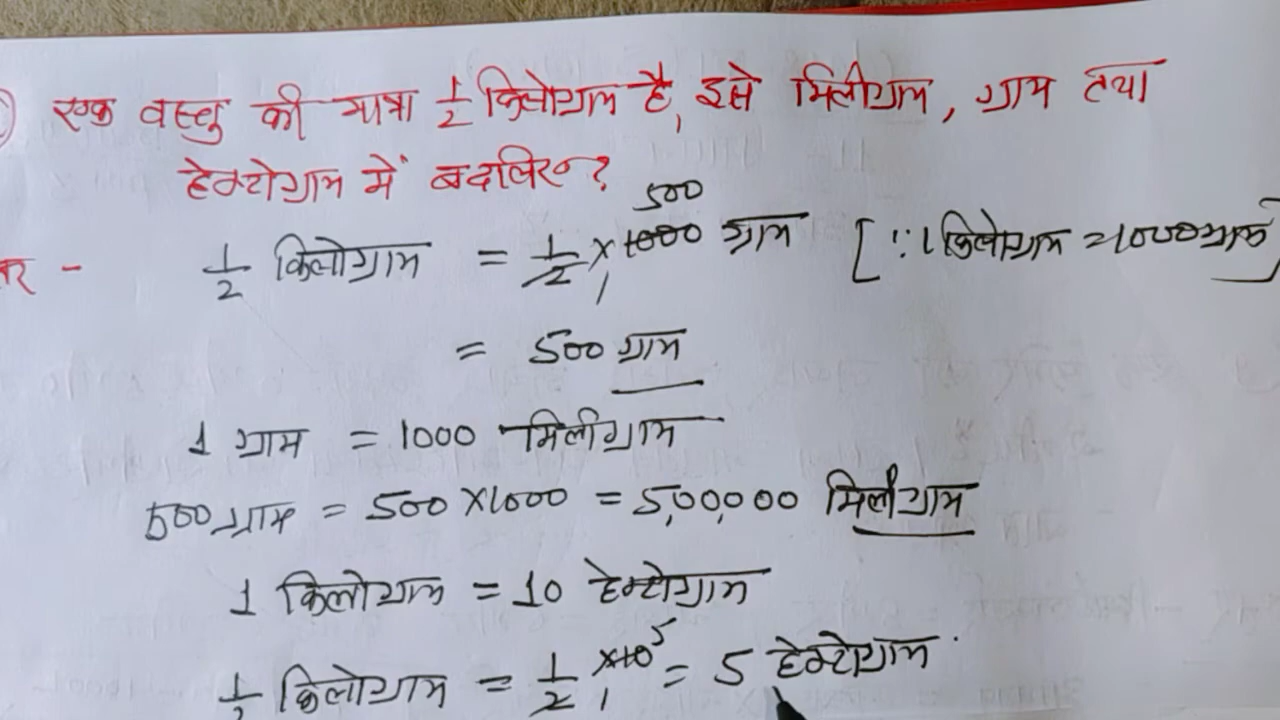 एक वस्तु की मात्रा 1/2 किलोग्राम है, इसे मिलीग्राम, ग्राम तथा
हेक्टोग्राम में बदलिए?
1/2 किलोग्राम = 1/2 × 1000 500 ग्राम [∵ 1 किलोग्राम = 1000 ग्राम]
= 500 ग्राम
1 ग्राम = 1000 मिलीग्राम
500 ग्राम = 500 × 1000 = 5,00,000 मिलीग्राम
1 किलोग्राम = 10 हेक्टोग्राम
1/2 किलोग्राम = 1/2 × 10 5 = 5 हेक्टोग्राम